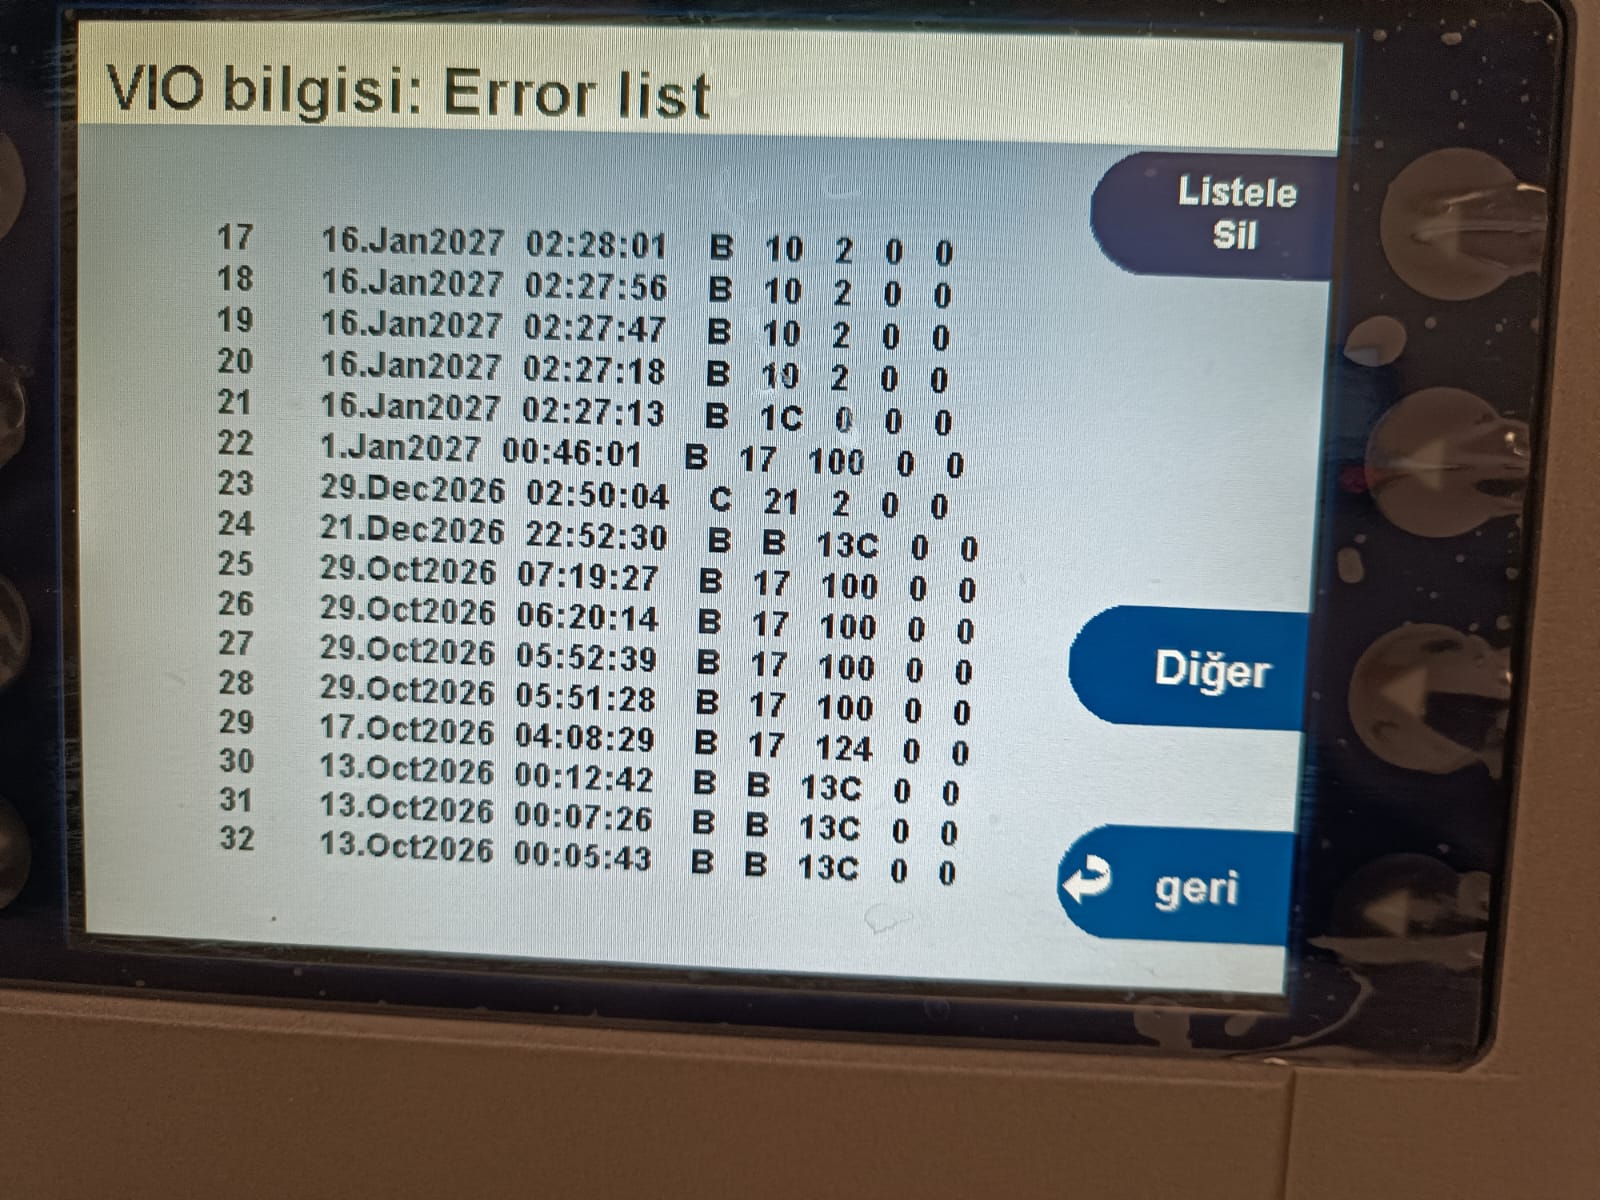 VIO bilgisi: Error list
Listele
Sil
17 16.Jan2027 02:28:01 B 10 2 0 0
18 16.Jan2027 02:27:56 B 10 2 0 0
19 16.Jan2027 02:27:47 B 10 2 0 0
20 16.Jan2027 02:27:18 B 10 2 0 0
21 16.Jan2027 02:27:13 B 1C 0 0 0
22 1.Jan2027 00:46:01 B 17 100 0 0
23 29.Dec2026 02:50:04 C 21 2 0 0
24 21.Dec2026 22:52:30 B B 13C 0 0
25 29.Oct2026 07:19:27 B 17 100 0 0
26 29.Oct2026 06:20:14 B 17 100 0 0
27 29.Oct2026 05:52:39 B 17 100 0 0
28 29.Oct2026 05:51:28 B 17 100 0 0
29 17.Oct2026 04:08:29 B 17 124 0 0
30 13.Oct2026 00:12:42 B B 13C 0 0
31 13.Oct2026 00:07:26 B B 13C 0 0
32 13.Oct2026 00:05:43 B B 13C 0 0
Diğer
geri